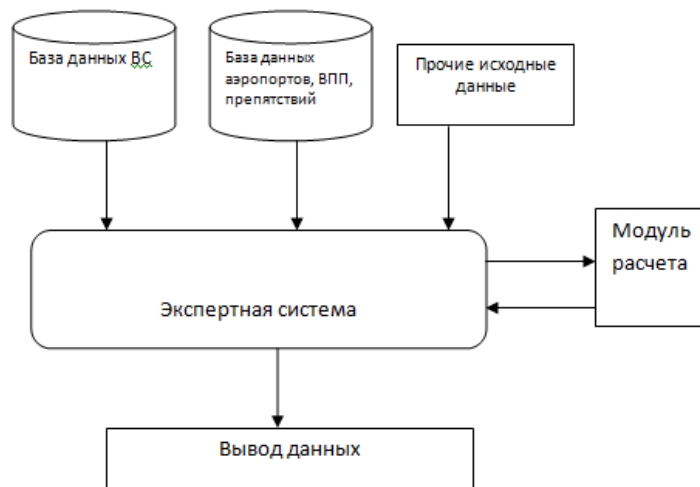 База данных ВС
База данных
аэропортов, ВПП,
препятствий
Прочие исходные
данные
Модуль
расчета
Экспертная система
Вывод данных